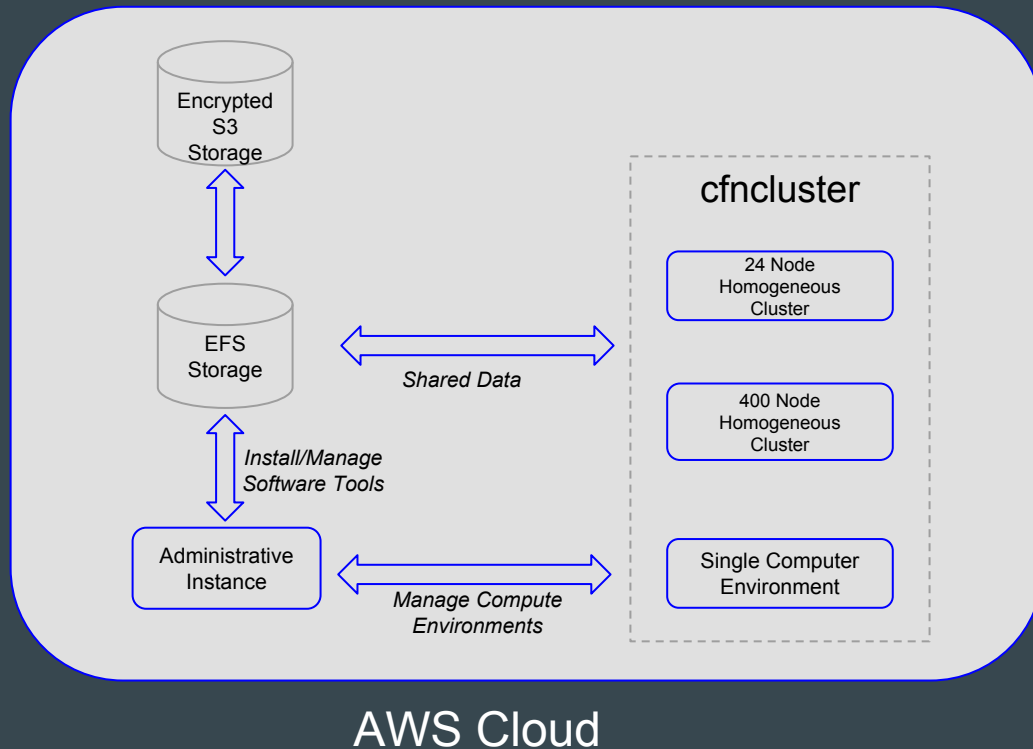 Encrypted
S3
Storage
cfncluster
24 Node
Homogeneous
Cluster
EFS
Storage
Shared Data
400 Node
Homogeneous
Cluster
Install/Manage
Software Tools
Administrative
Instance
Manage Compute
Environments
Single Computer
Environment
AWS Cloud